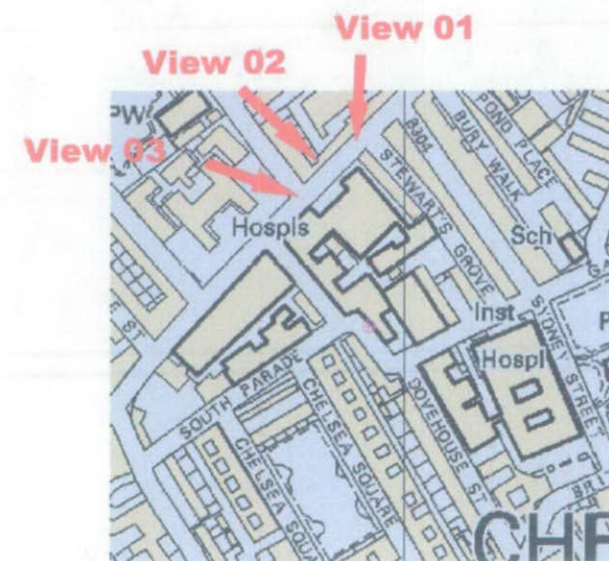 View 01
View 02
View 03
PW
Hospls
B304
BURY WALK
POND PLACE
STEWART'S GROVE
Sch
Inst
Hospl
SYDNEY STREET
E ST
SOUTH PARADE
CHELSEA SQUARE
CHELSEA SQUA
DOVEHOUSE ST
BR
CHE